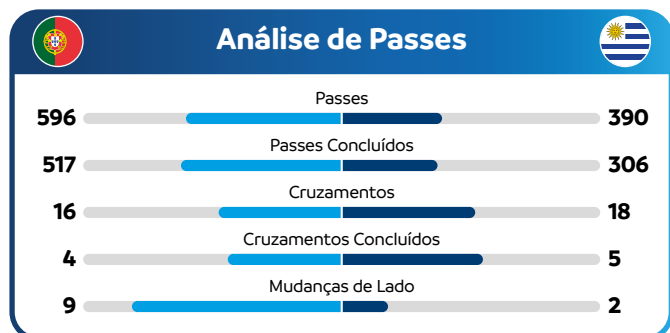 Análise de Passes
Passes
596 390
Passes Concluídos
517 306
Cruzamentos
16 18
Cruzamentos Concluídos
4 5
Mudanças de Lado
9 2